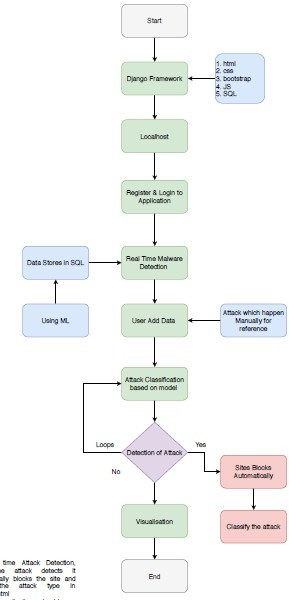 Start
Django Framework
1. html
2. css
3. bootstrap
4. JS
5. SQL
Localhost
Register & Login to
Application
Data Stores in SQL
Real Time Malware
Detection
Using ML
User Add Data
Attack which happen
Manually for
reference
Attack Classification
based on model
Loops
Detection of Attack
Yes
No
Sites Blocks
Automatically
Visualisation
Classify the attack
End
time Attack Detection,
attack detects it
ally blocks the site and
the attack type in
html